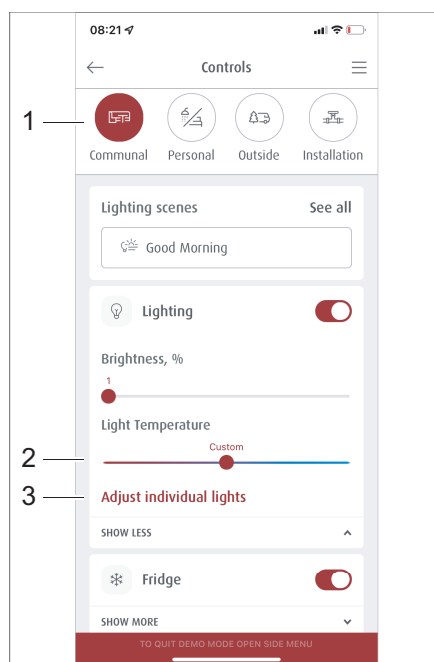 08:21
Controls
1
Communal Personal Outside Installation
Lighting scenes See all
Good Morning
Lighting
Brightness, %
1
Light Temperature
Custom
2
3 Adjust individual lights
SHOW LESS
Fridge
SHOW MORE
TO QUIT DEMO MODE OPEN SIDE MENU